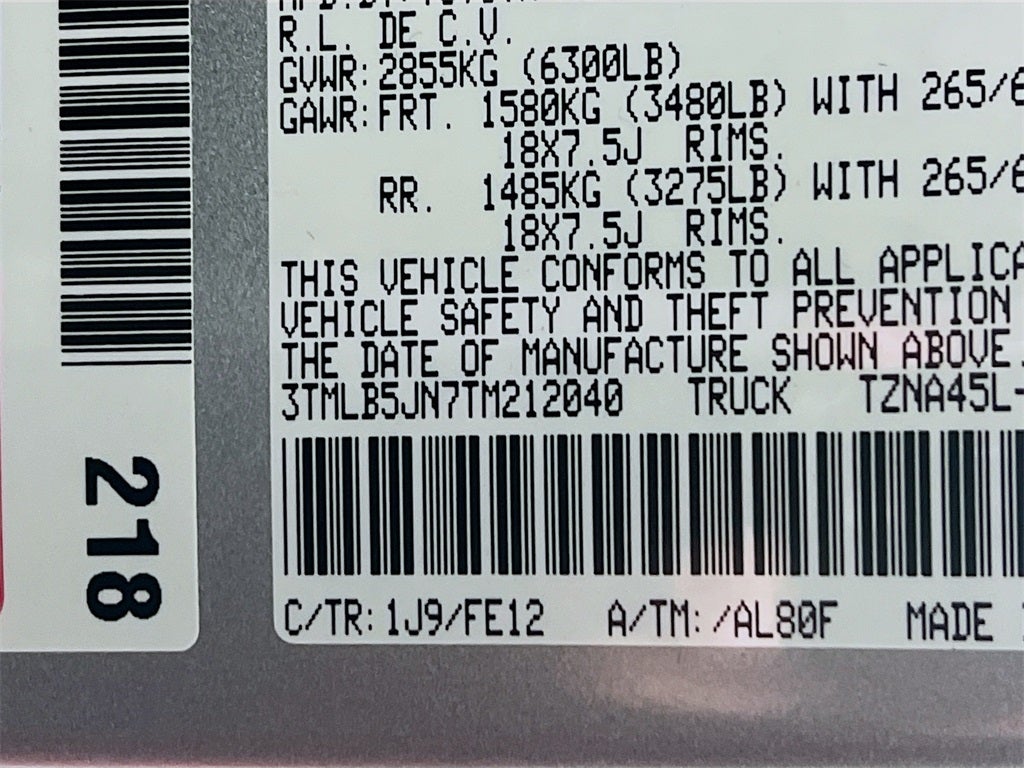 R.L. DE C.V.
GVWR: 2855KG (6300LB)
GAWR: FRT. 1580KG (3480LB) WITH 265/6
18X7.5J RIMS.
RR. 1485KG (3275LB) WITH 265/6
18X7.5J RIMS.
THIS VEHICLE CONFORMS TO ALL APPLICA
VEHICLE SAFETY AND THEFT PREVENTION
THE DATE OF MANUFACTURE SHOWN ABOVE.
3TMLB5JN7TM212040 TRUCK TZNA45L-
C/TR: 1J9/FE12 A/TM: /AL80F MADE
218